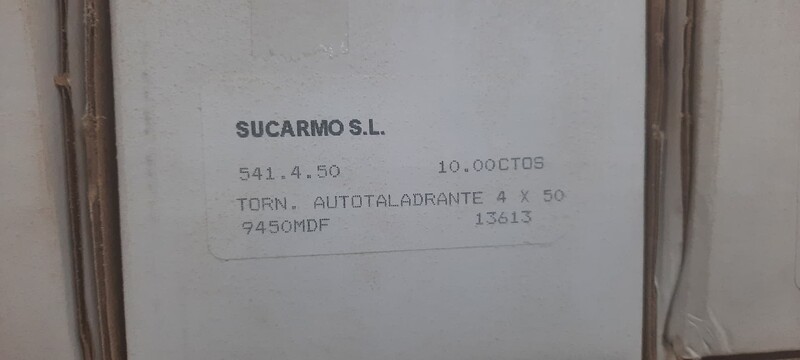 SUCARMO S.L.
541.4.50 10.00CTOS
TORN. AUTOTALADRANTE 4 X 50
9450MDF 13613